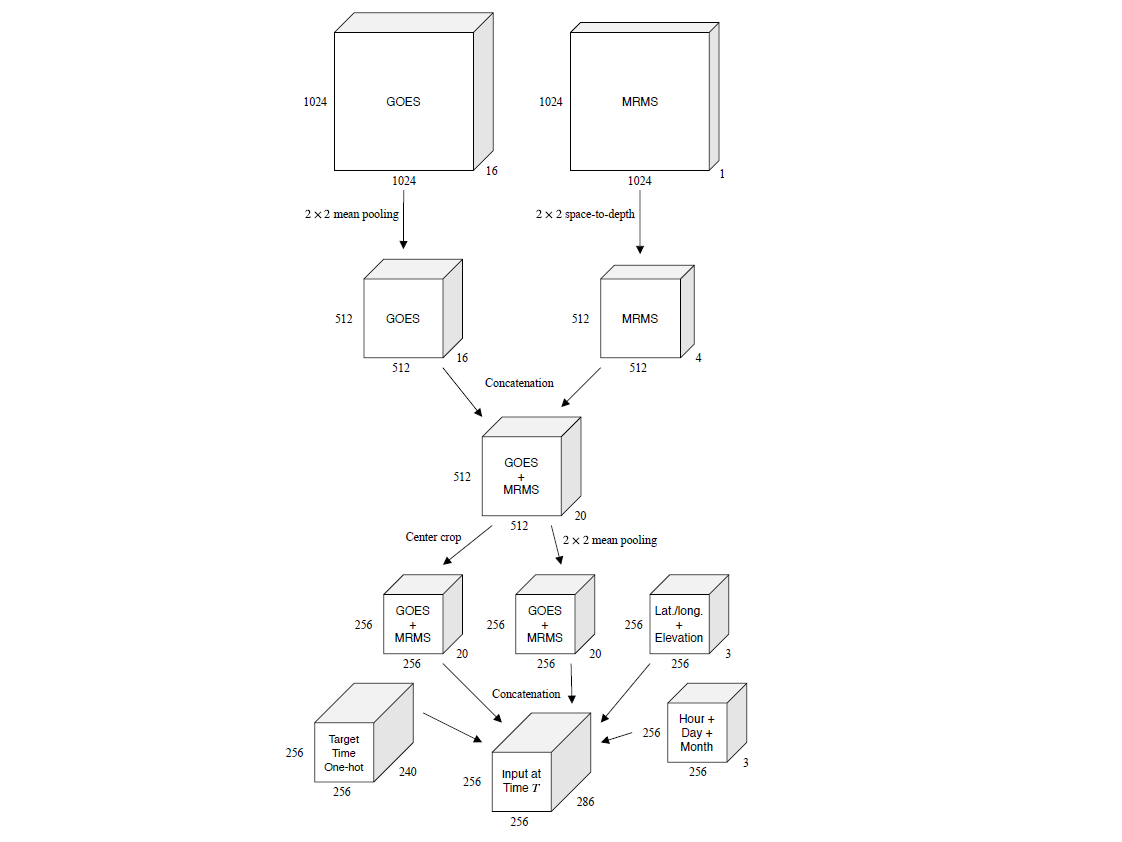 GOES
MRMS
1024
1024
16
1
1024
1024
2 × 2 mean pooling
2 × 2 space-to-depth
GOES
MRMS
512
512
16
4
512
512
Concatenation
GOES
+
MRMS
512
20
512
Center crop
2 × 2 mean pooling
GOES
+
MRMS
256
20
256
GOES
+
MRMS
256
20
256
Lat./long.
+
Elevation
256
3
256
Concatenation
Target
Time
One-hot
256
240
256
Hour +
Day +
Month
256
3
256
Input at
Time T
256
286
256